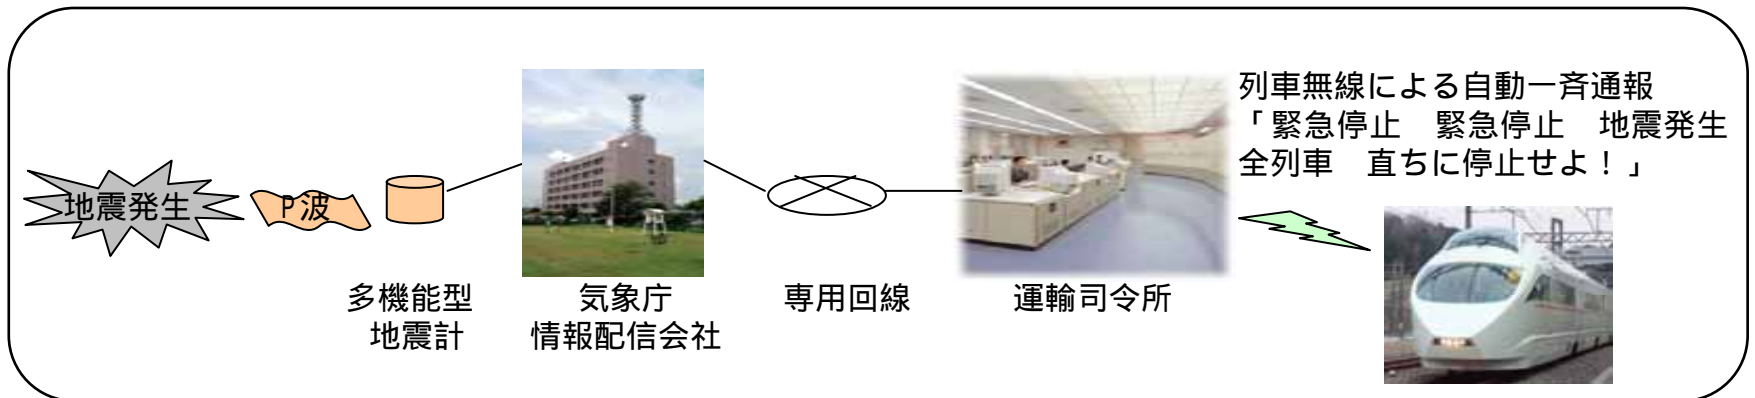 列車無線による自動一斉通報
「緊急停止　緊急停止　地震発生
全列車　直ちに停止せよ！」
地震発生
P波
多機能型
地震計
気象庁
情報配信会社
専用回線
運輸司令所